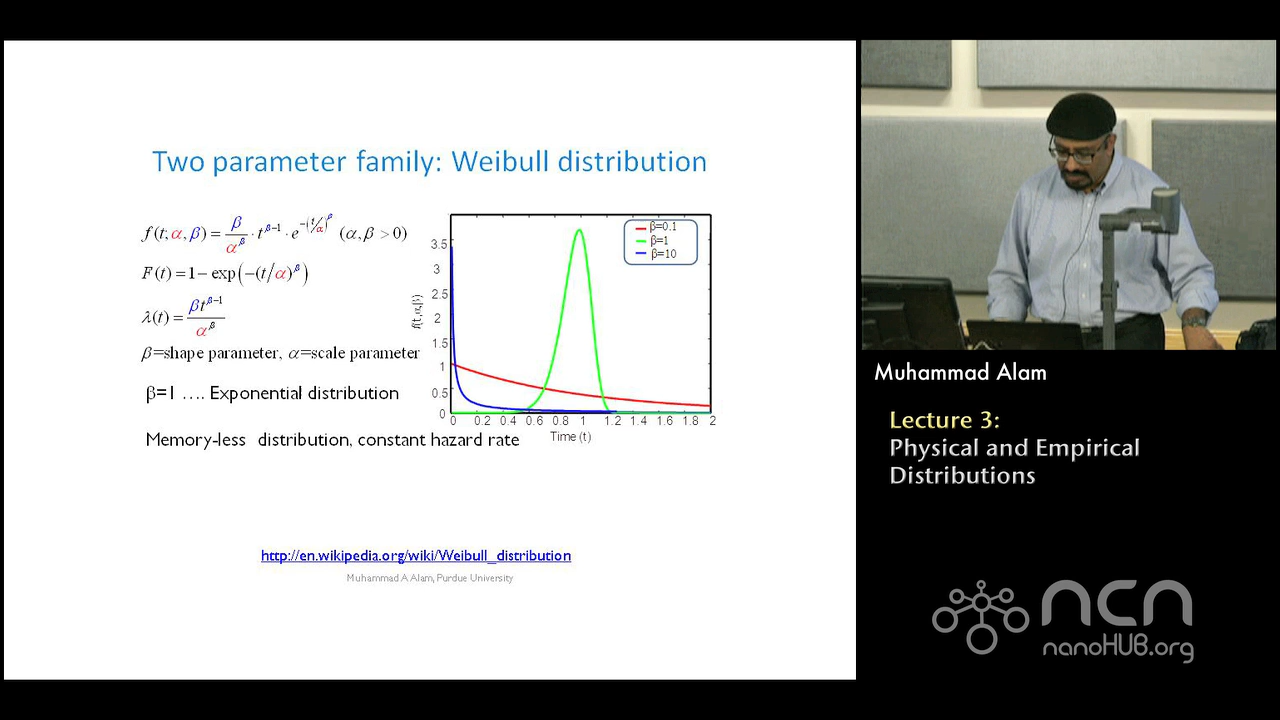 Two parameter family: Weibull distribution
f(t;α,β) = β/α^β · t^(β−1) · e^(−(t/α)^β) (α,β > 0)
F(t) = 1 − exp(−(t/α)^β)
λ(t) = βt^(β−1)/α^β
β=shape parameter, α=scale parameter
β=1 .... Exponential distribution
Memory-less distribution, constant hazard rate
f(t,α,β)
3.5
3
2.5
2
1.5
1
0.5
0
0 0.2 0.4 0.6 0.8 1 1.2 1.4 1.6 1.8 2
Time (t)
β=0.1
β=1
β=10
http://en.wikipedia.org/wiki/Weibull_distribution
Muhammad A Alam, Purdue University
Muhammad Alam
Lecture 3:
Physical and Empirical
Distributions
ncn
nanoHUB.org